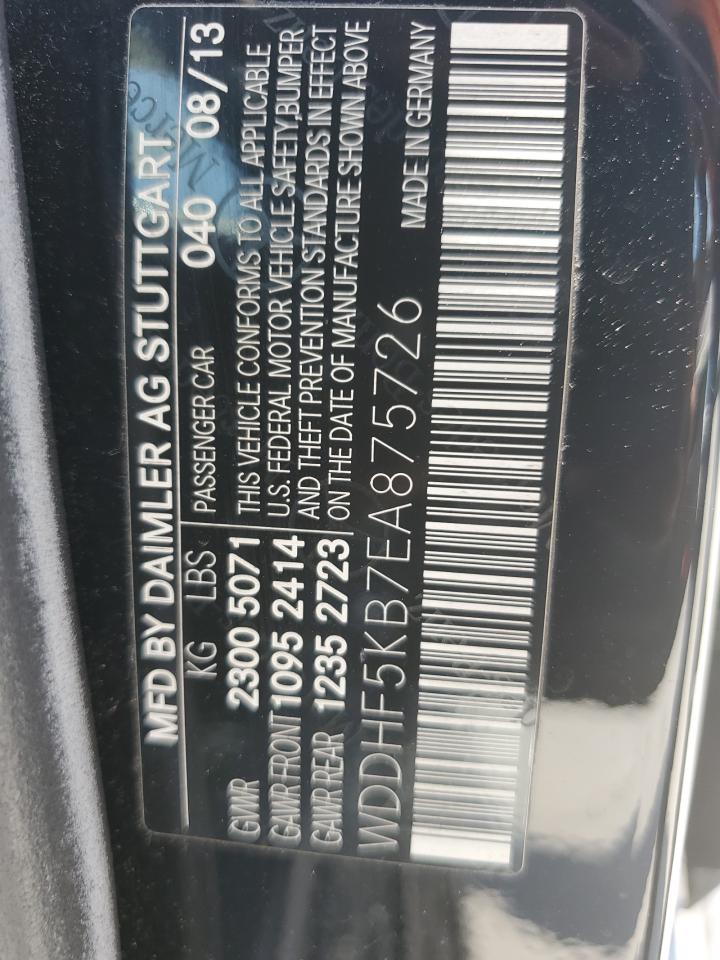 MFD BY DAIMLER AG STUTTGART
KG LBS PASSENGER CAR 040 08/13
GWR 2300 5071 THIS VEHICLE CONFORMS TO ALL APPLICABLE
GAWR FRONT 1095 2414 U.S. FEDERAL MOTOR VEHICLE SAFETY,BUMPER
GAWR REAR 1235 2723 AND THEFT PREVENTION STANDARDS IN EFFECT
ON THE DATE OF MANUFACTURE SHOWN ABOVE
WDDHF5KB7EA875726 MADE IN GERMANY